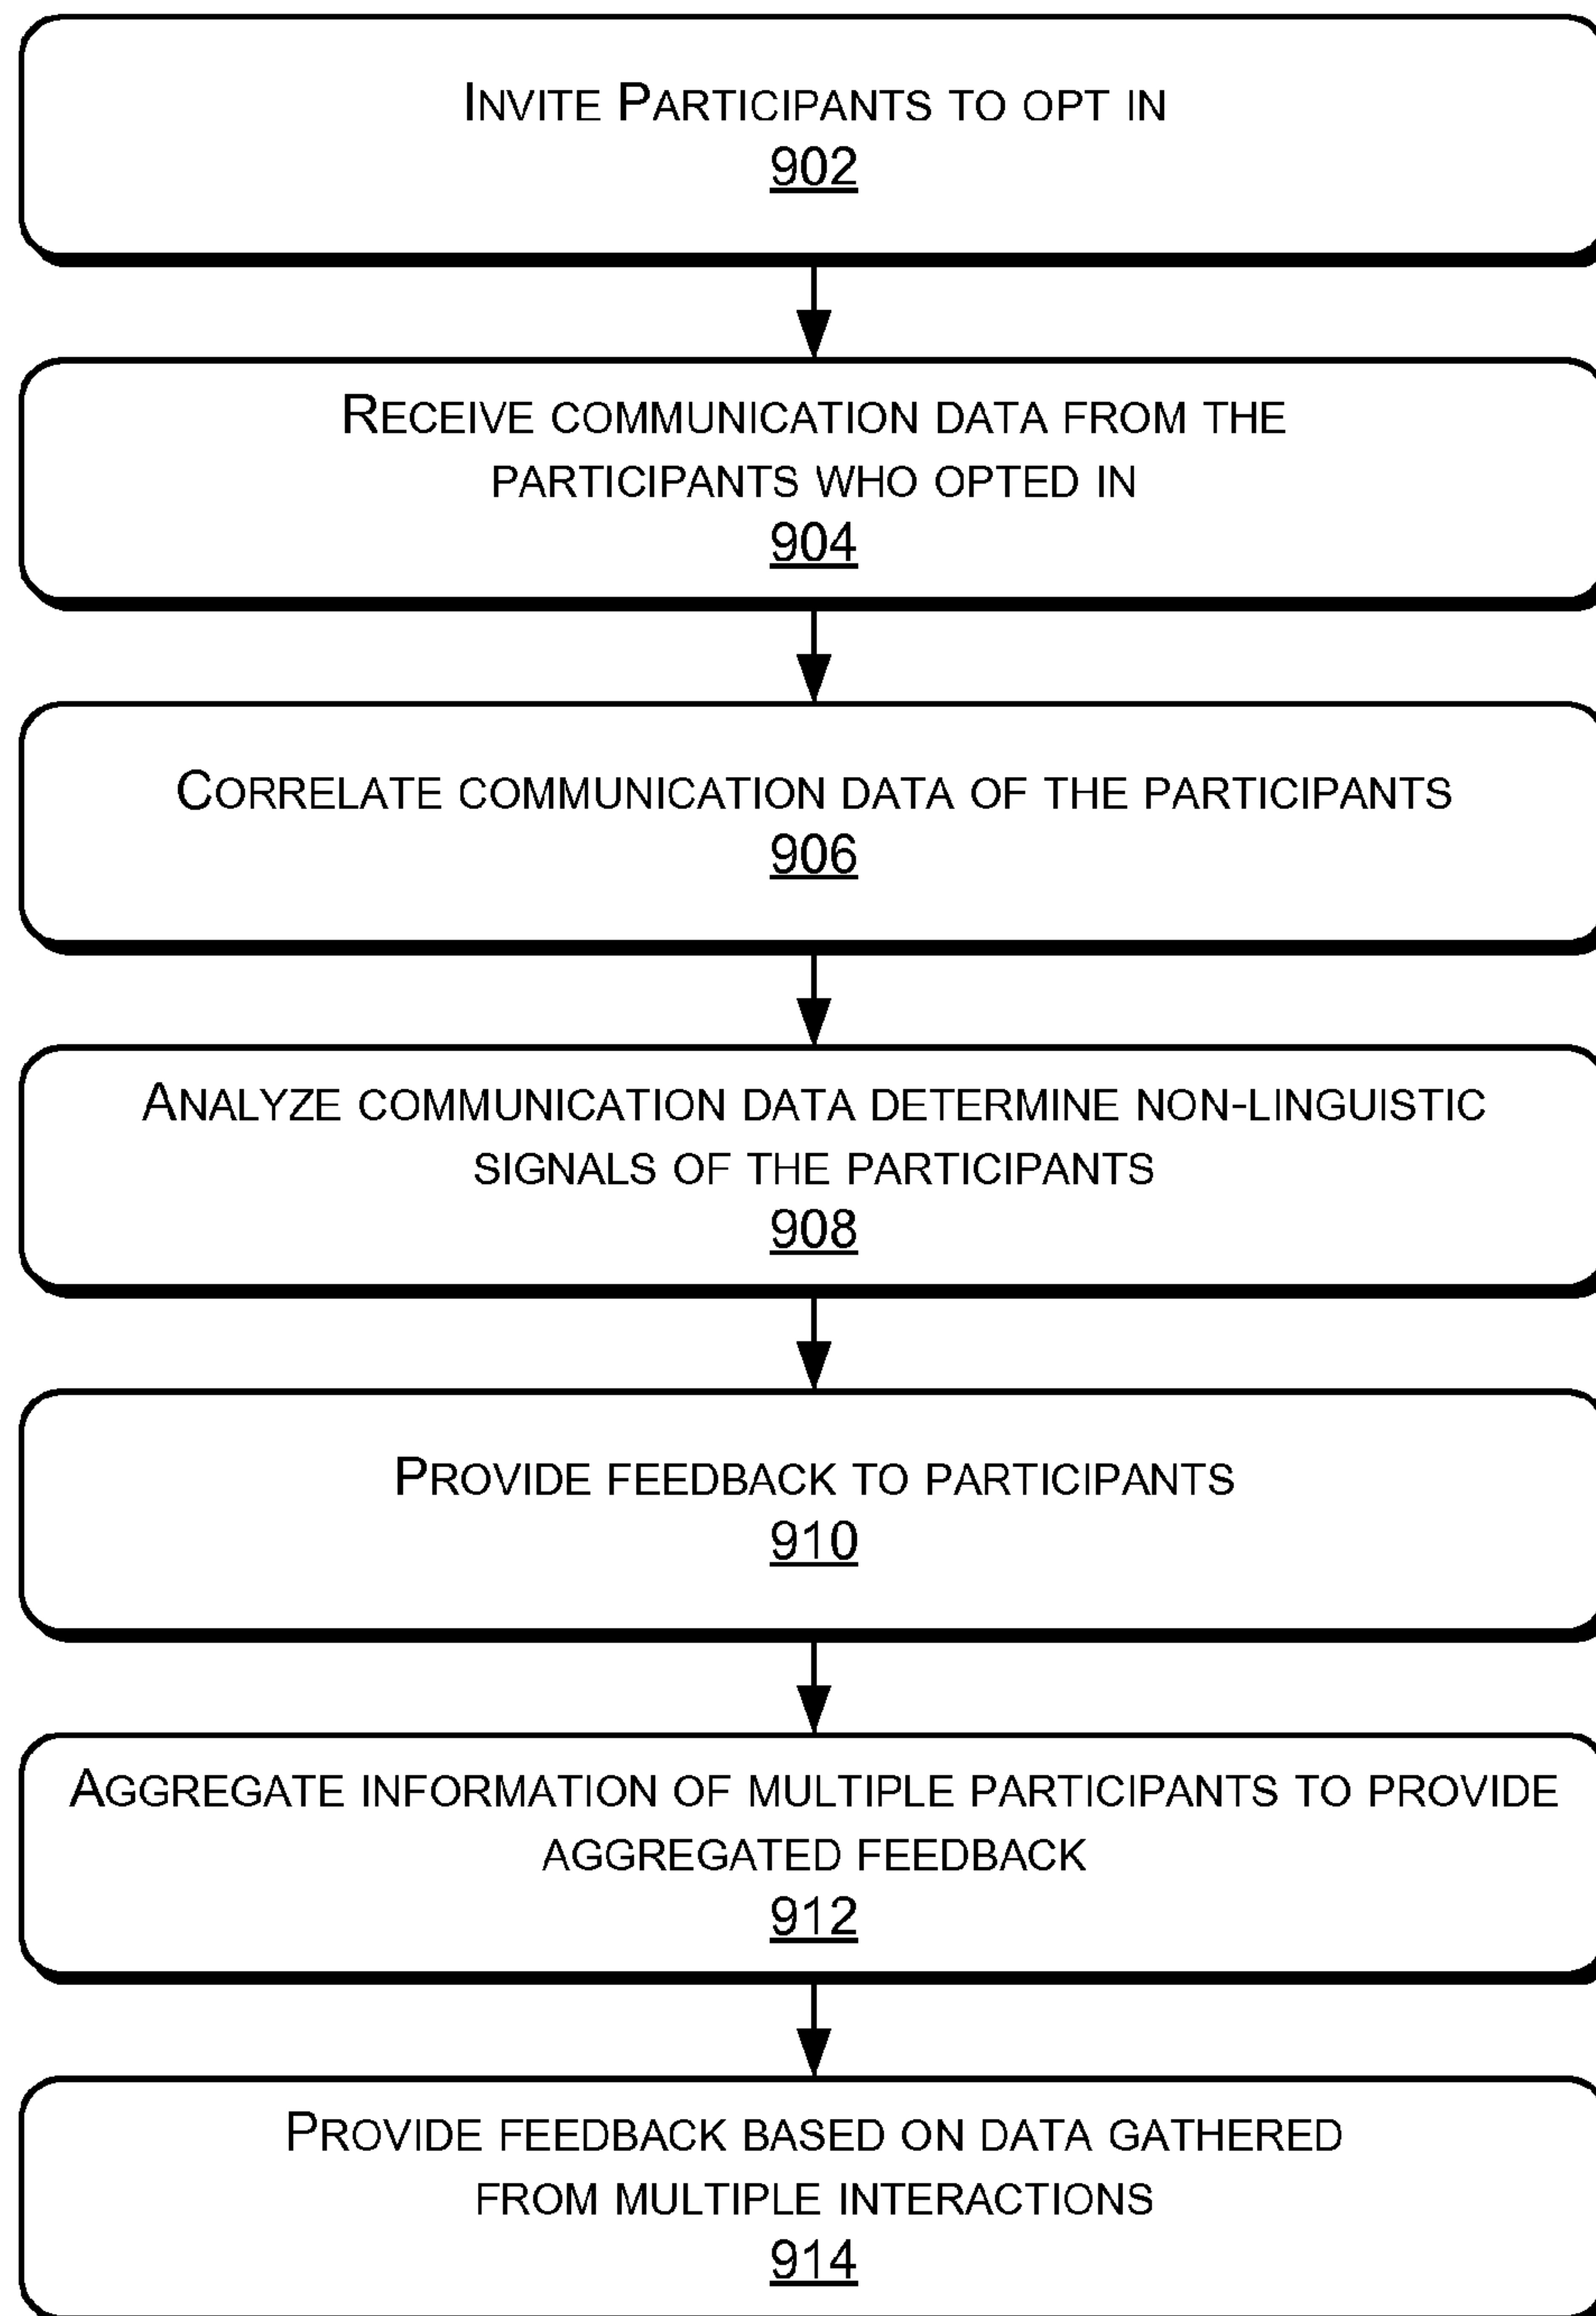 INVITE PARTICIPANTS TO OPT IN
902
RECEIVE COMMUNICATION DATA FROM THE
PARTICIPANTS WHO OPTED IN
904
CORRELATE COMMUNICATION DATA OF THE PARTICIPANTS
906
ANALYZE COMMUNICATION DATA DETERMINE NON-LINGUISTIC
SIGNALS OF THE PARTICIPANTS
908
PROVIDE FEEDBACK TO PARTICIPANTS
910
AGGREGATE INFORMATION OF MULTIPLE PARTICIPANTS TO PROVIDE
AGGREGATED FEEDBACK
912
PROVIDE FEEDBACK BASED ON DATA GATHERED
FROM MULTIPLE INTERACTIONS
914